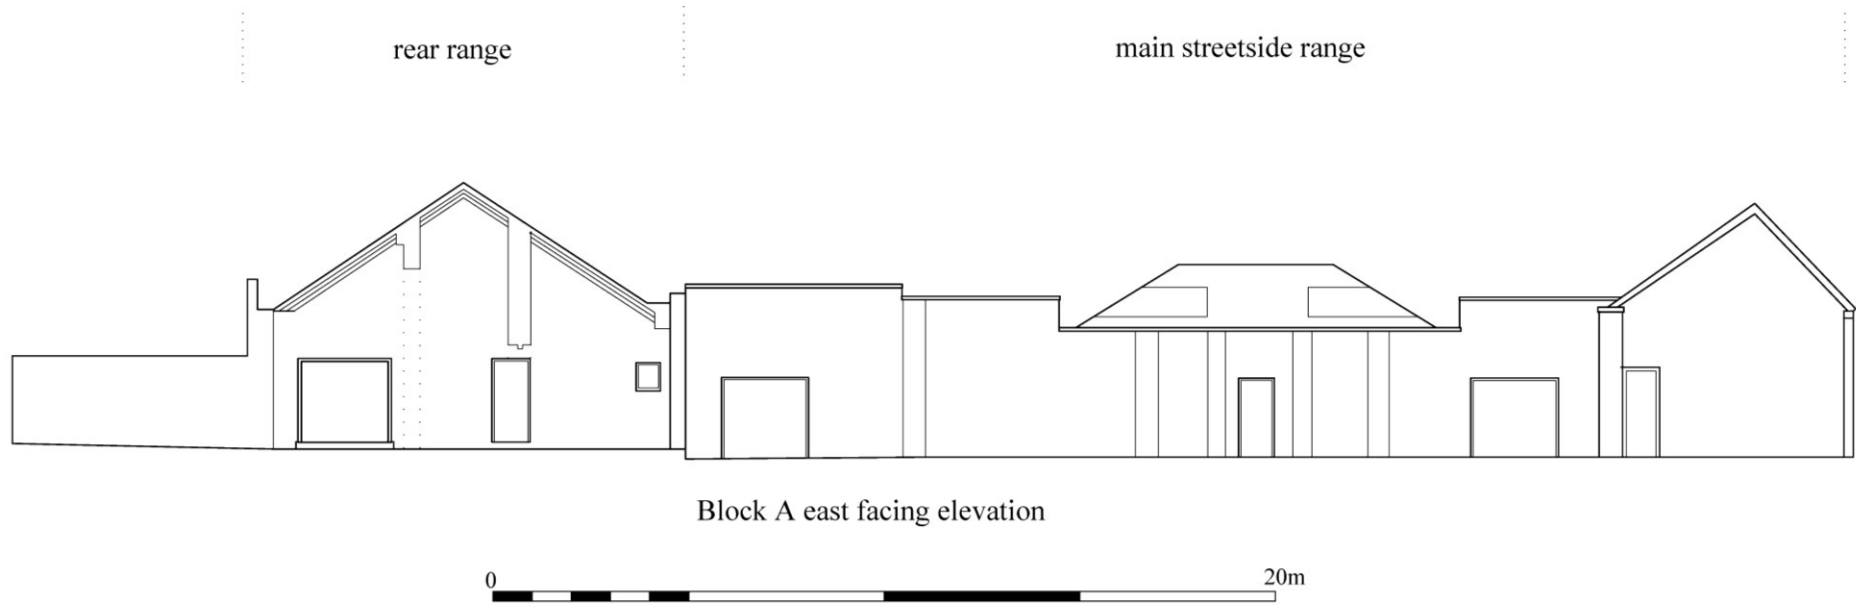 rear range
main streetside range
Block A east facing elevation
0
20m